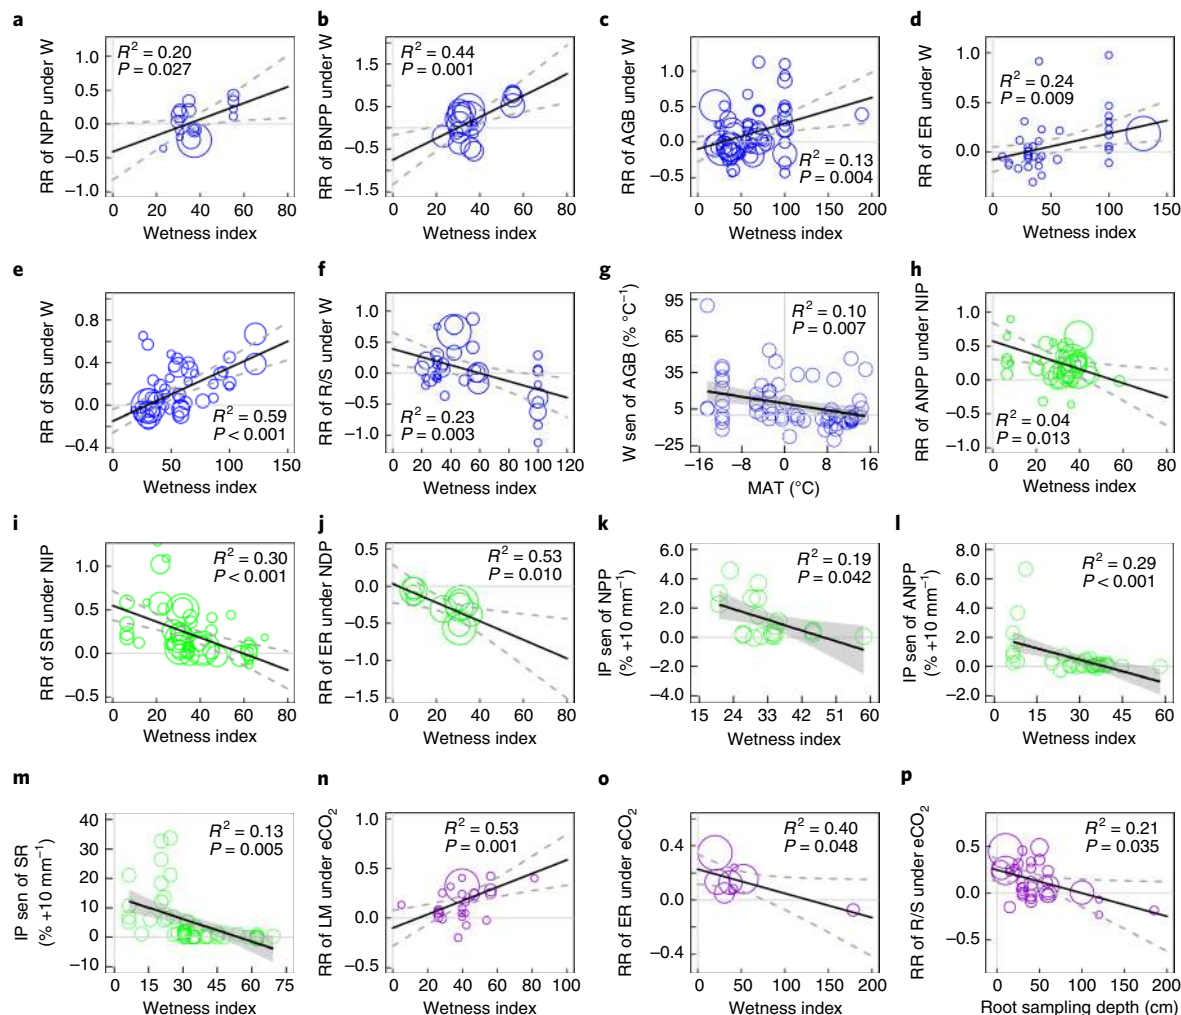 a
RR of NPP under W
R² = 0.20
P = 0.027
1.0
0.5
0.0
−0.5
−1.0
0 20 40 60 80
Wetness index
b
RR of BNPP under W
R² = 0.44
P = 0.001
1.5
0.5
−0.5
−1.5
0 20 40 60 80
Wetness index
c
RR of AGB under W
1.0
0.5
0.0
−0.5
R² = 0.13
P = 0.004
0 50 100 150 200
Wetness index
d
RR of ER under W
1.0
0.5
0.0
R² = 0.24
P = 0.009
0 50 100 150
Wetness index
e
RR of SR under W
0.8
0.4
0.0
−0.4
R² = 0.59
P < 0.001
0 50 100 150
Wetness index
f
RR of R/S under W
1.0
0.5
0.0
−0.5
−1.0
R² = 0.23
P = 0.003
0 20 40 60 80 100 120
Wetness index
g
W sen of AGB (% °C⁻¹)
95
65
35
5
−25
R² = 0.10
P = 0.007
−16 −8 0 8 16
MAT (°C)
h
RR of ANPP under NIP
1.0
0.5
0.0
−0.5
−1.0
R² = 0.04
P = 0.013
0 20 40 60 80
Wetness index
i
RR of SR under NIP
1.0
0.5
0.0
−0.5
R² = 0.30
P < 0.001
0 20 40 60 80
Wetness index
j
RR of ER under NDP
0.5
0.0
−0.5
−1.0
−1.5
R² = 0.53
P = 0.010
0 20 40 60 80
Wetness index
k
IP sen of NPP
(% +10 mm⁻¹)
6.0
4.0
2.0
0.0
−2.0
−4.0
R² = 0.19
P = 0.042
15 24 33 42 51 60
Wetness index
l
IP sen of ANPP
(% +10 mm⁻¹)
8.0
6.0
4.0
2.0
0.0
−2.0
R² = 0.29
P < 0.001
0 15 30 45 60
Wetness index
m
IP sen of SR
(% +10 mm⁻¹)
40
30
20
10
0
−10
R² = 0.13
P = 0.005
0 15 30 45 60 75
Wetness index
n
RR of LM under eCO₂
1.0
0.5
0.0
−0.5
R² = 0.53
P = 0.001
0 20 40 60 80 100
Wetness index
o
RR of ER under eCO₂
0.4
0.0
−0.4
R² = 0.40
P = 0.048
0 50 100 150 200
Wetness index
p
RR of R/S under eCO₂
0.5
0.0
−0.5
R² = 0.21
P = 0.035
0 50 100 150 200
Root sampling depth (cm)